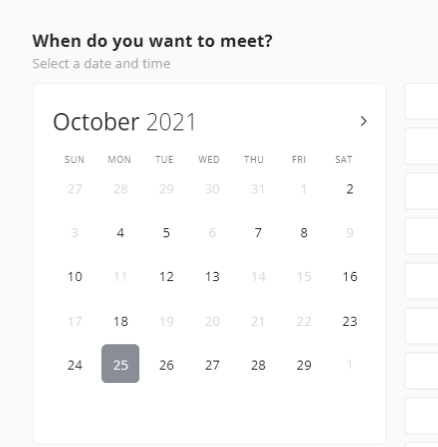 When do you want to meet?
Select a date and time
October 2021 >
SUN MON TUE WED THU FRI SAT
27 28 29 30 31 1 2
3 4 5 6 7 8 9
10 11 12 13 14 15 16
17 18 19 20 21 22 23
24 25 26 27 28 29 1